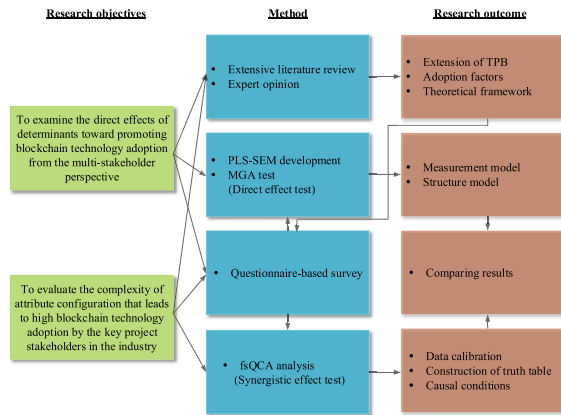 Research objectives
Method
Research outcome
To examine the direct effects of
determinants toward promoting
blockchain technology adoption
from the multi-stakeholder
perspective
To evaluate the complexity of
attribute configuration that leads
to high blockchain technology
adoption by the key project
stakeholders in the industry
• Extensive literature review
• Expert opinion
• PLS-SEM development
• MGA test
(Direct effect test)
• Questionnaire-based survey
• fsQCA analysis
(Synergistic effect test)
• Extension of TPB
• Adoption factors
• Theoretical framework
• Measurement model
• Structure model
• Comparing results
• Data calibration
• Construction of truth table
• Causal conditions